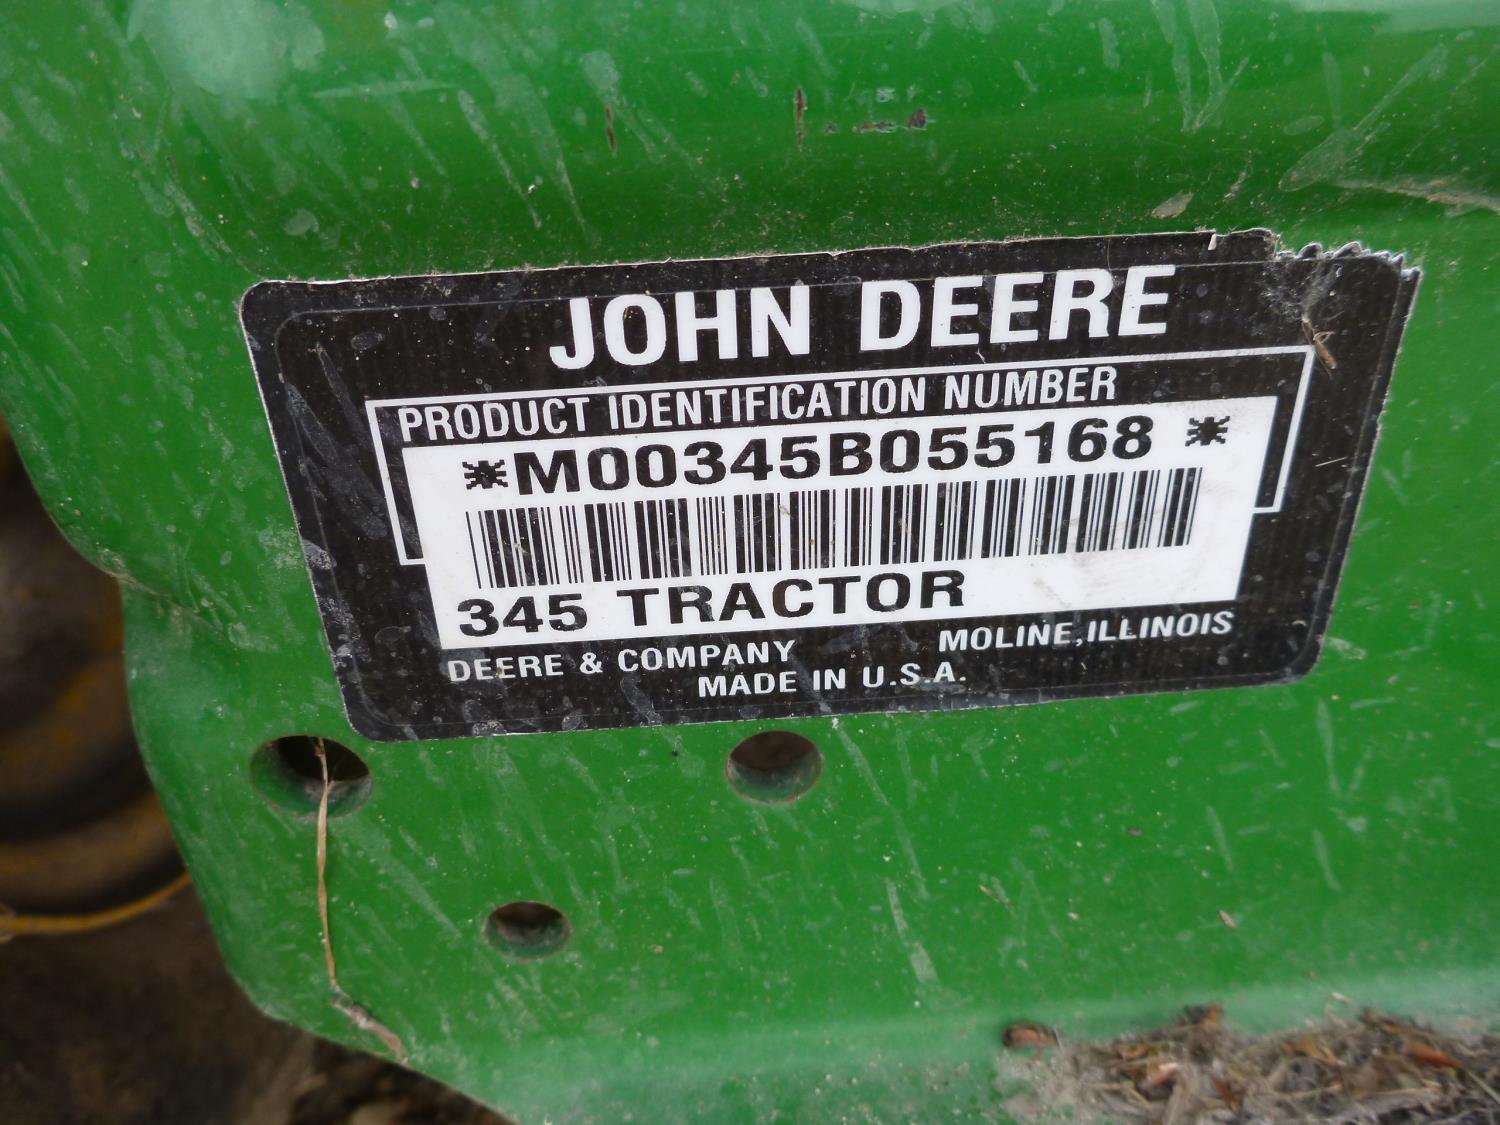 JOHN DEERE
PRODUCT IDENTIFICATION NUMBER
*M00345B055168 *
345 TRACTOR
DEERE & COMPANY MOLINE, ILLINOIS
MADE IN U.S.A.